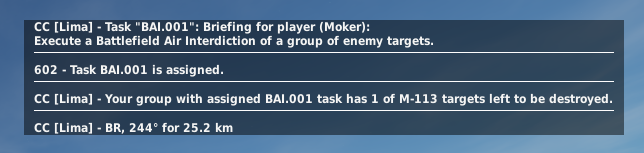 CC [Lima] - Task "BAI.001": Briefing for player (Moker):
Execute a Battlefield Air Interdiction of a group of enemy targets.
602 - Task BAI.001 is assigned.
CC [Lima] - Your group with assigned BAI.001 task has 1 of M-113 targets left to be destroyed.
CC [Lima] - BR, 244° for 25.2 km